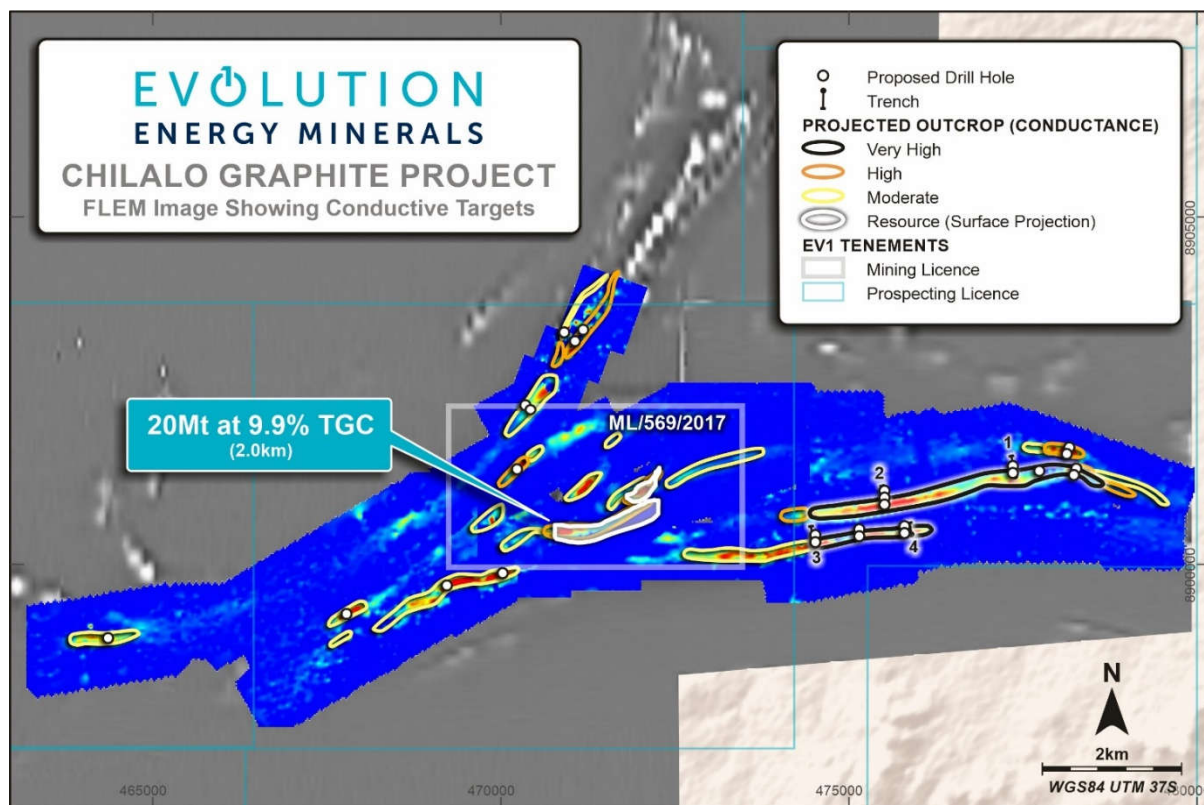 EVOLUTION
ENERGY MINERALS
CHILALO GRAPHITE PROJECT
FLEM Image Showing Conductive Targets
Proposed Drill Hole
Trench
PROJECTED OUTCROP (CONDUCTANCE)
Very High
High
Moderate
Resource (Surface Projection)
EV1 TENEMENTS
Mining Licence
Prospecting Licence
8905000
20Mt at 9.9% TGC
(2.0km)
ML/569/2017
1
2
3
4
8900000
N
2km
WGS84 UTM 37S
465000
470000
475000